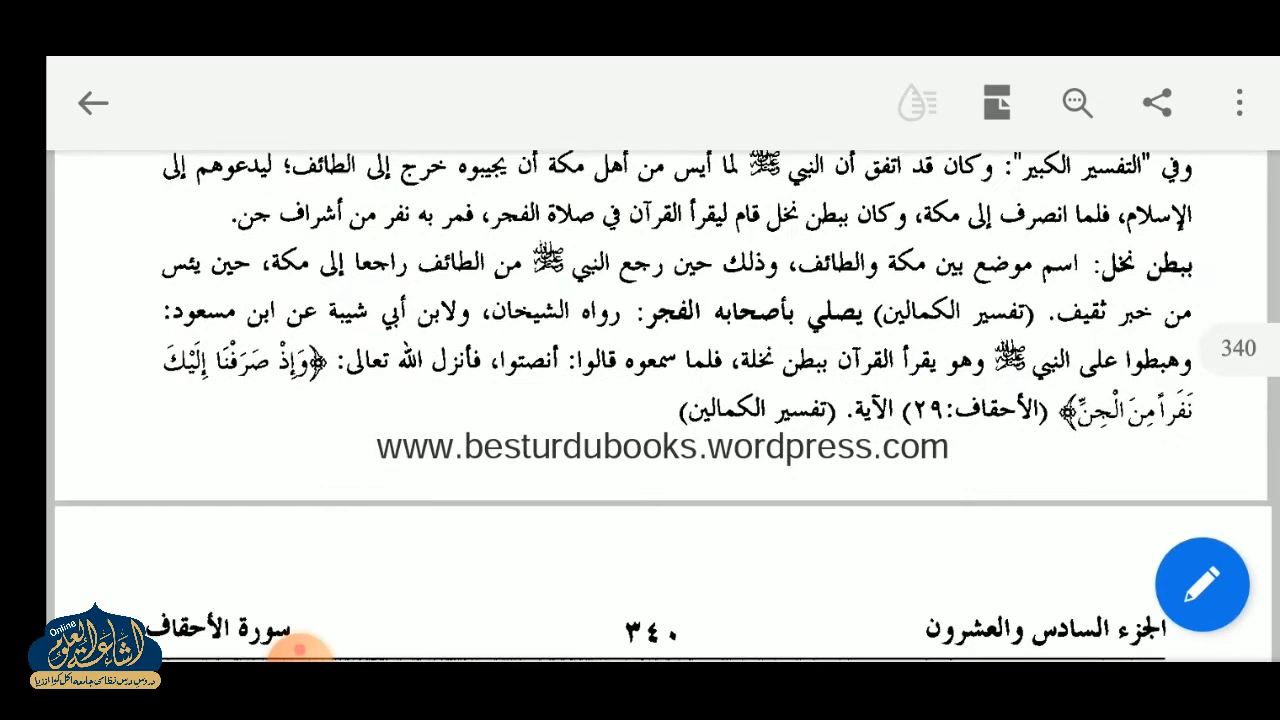 وفي "التفسير الكبير": وكان قد اتفق أن النبي ﷺ لما أيس من أهل مكة أن يجيبوه خرج إلى الطائف؛ ليدعوهم إلى
الإسلام، فلما انصرف إلى مكة، وكان ببطن نخل قام ليقرأ القرآن في صلاة الفجر، فمر به نفر من أشراف جن.
ببطن نخل: اسم موضع بين مكة والطائف، وذلك حين رجع النبي ﷺ من الطائف راجعا إلى مكة، حين يئس
من خبر ثقيف. (تفسير الكمالين) يصلي بأصحابه الفجر: رواه الشيخان، ولابن أبي شيبة عن ابن مسعود:
وهبطوا على النبي ﷺ وهو يقرأ القرآن ببطن نخلة، فلما سمعوه قالوا: أنصتوا، فأنزل الله تعالى: ﴿وَإِذْ صَرَفْنَا إِلَيْكَ
نَفَراً مِنَ الْجِنِّ﴾ (الأحقاف:٢٩) الآية. (تفسير الكمالين)
340
www.besturdubooks.wordpress.com
الجزء السادس والعشرون ٣٤٠ سورة الأحقاف
Online